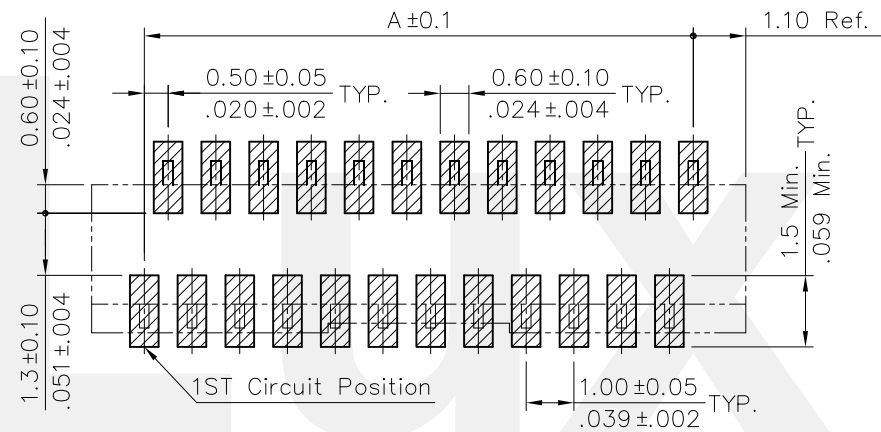 A±0.1
1.10 Ref.
0.60±0.10
.024±.004
0.50±0.05
.020±.002
TYP.
0.60±0.10
.024±.004
TYP.
1.5 Min.
.059 Min.
TYP.
1.3±0.10
.051±.004
1ST Circuit Position
1.00±0.05
.039±.002
TYP.
Lux